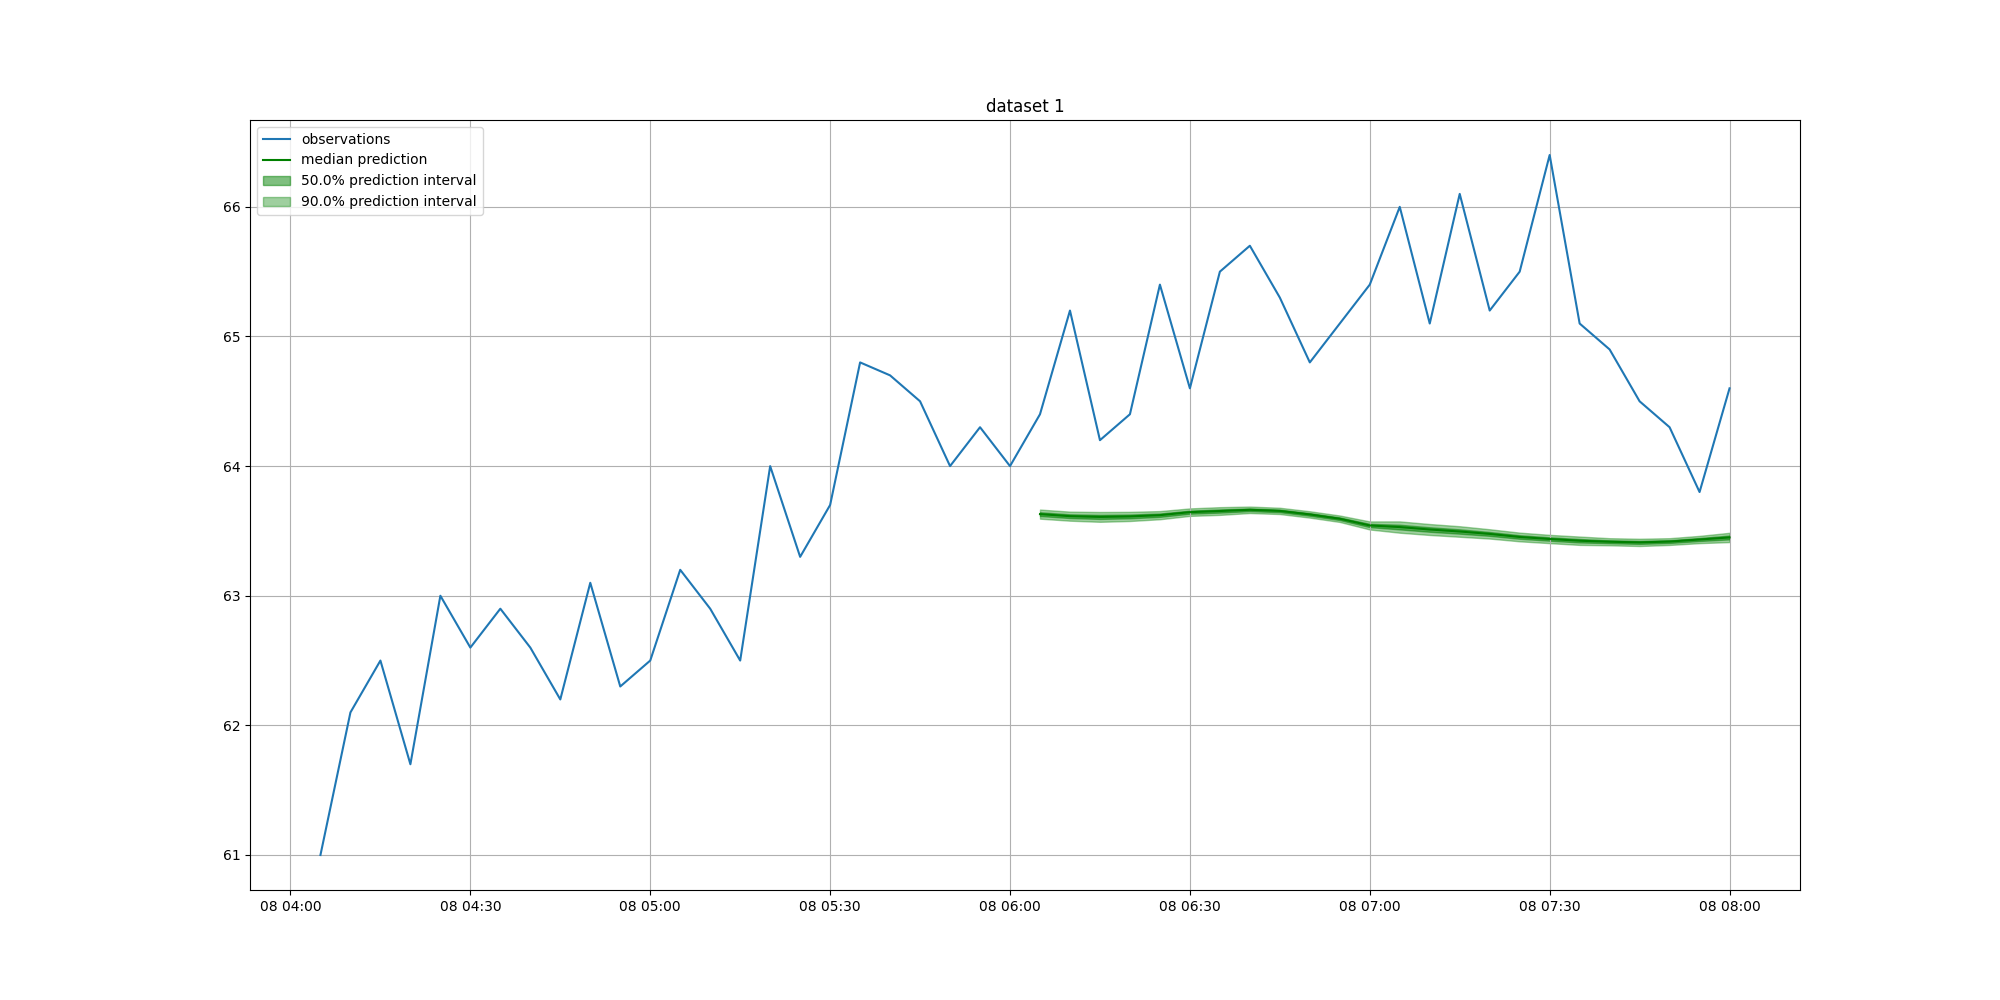 dataset 1
observations
median prediction
50.0% prediction interval
90.0% prediction interval
66
65
64
63
62
61
08 04:00 08 04:30 08 05:00 08 05:30 08 06:00 08 06:30 08 07:00 08 07:30 08 08:00